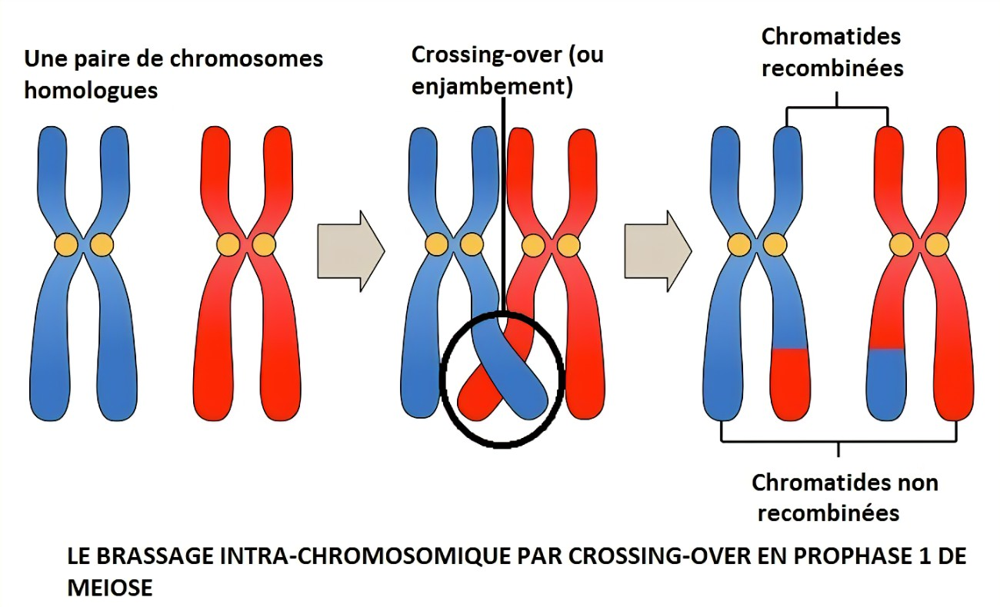 Une paire de chromosomes
homologues
Crossing-over (ou
enjambement)
Chromatides
recombinées
Chromatides non
recombinées
LE BRASSAGE INTRA-CHROMOSOMIQUE PAR CROSSING-OVER EN PROPHASE 1 DE
MEIOSE